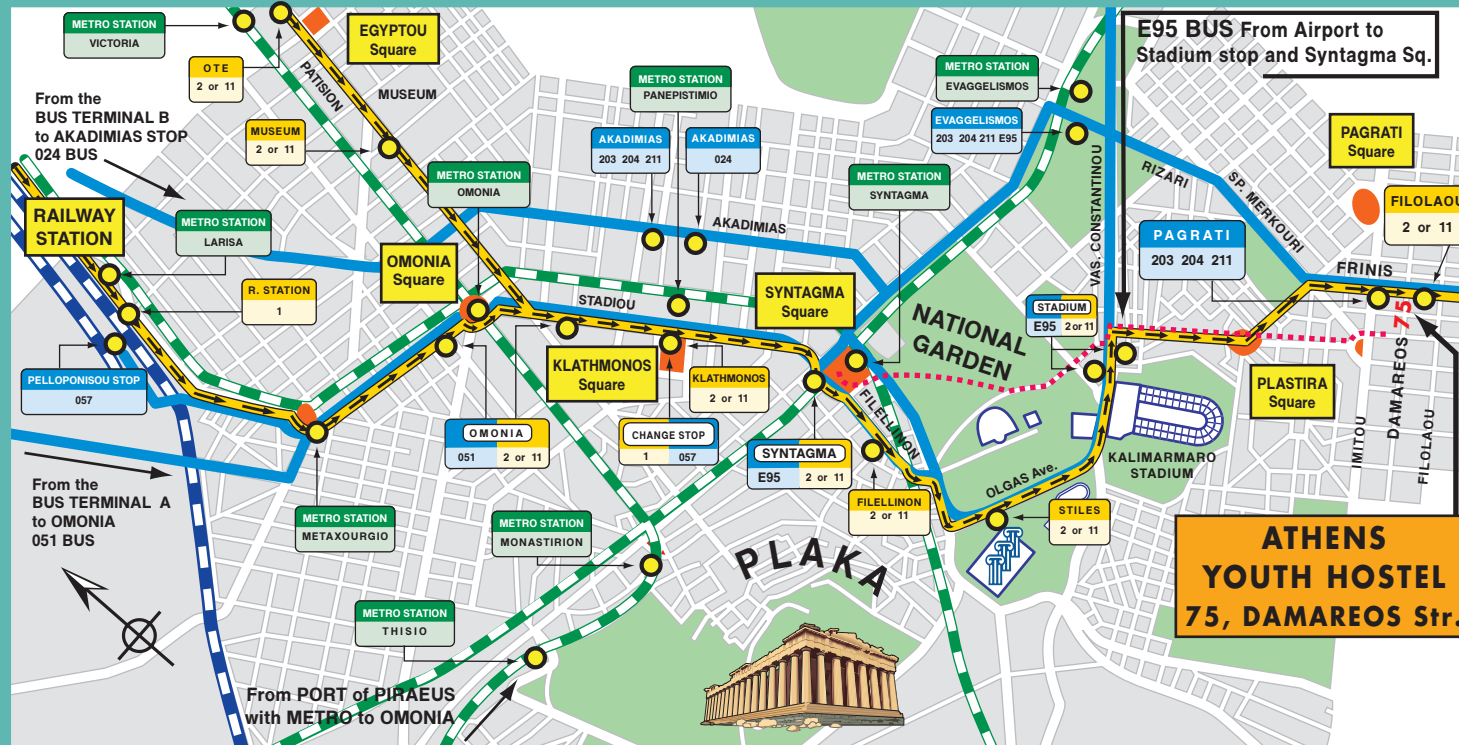 METRO STATION
VICTORIA
EGYPTOU
Square
E95 BUS From Airport to
Stadium stop and Syntagma Sq.
OTE
2 or 11
PATISION
MUSEUM
METRO STATION
PANEPISTIMIO
METRO STATION
EVAGGELISMOS
From the
BUS TERMINAL B
to AKADIMIAS STOP
024 BUS
MUSEUM
2 or 11
AKADIMIAS
203 204 211
AKADIMIAS
024
EVAGGELISMOS
203 204 211 E95
PAGRATI
Square
METRO STATION
OMONIA
METRO STATION
SYNTAGMA
RIZARI
SP. MERKOURI
VAS. CONSTANTINOU
FILOLAOU
2 or 11
RAILWAY
STATION
METRO STATION
LARISA
AKADIMIAS
PAGRATI
203 204 211
OMONIA
Square
FRINIS
R. STATION
1
STADIOU
SYNTAGMA
Square
NATIONAL
GARDEN
STADIUM
E95 2 or 11
75
PELLOPONISOU STOP
057
KLATHMONOS
Square
KLATHMONOS
2 or 11
PLASTIRA
Square
DAMAREOS
IMITOU
FILOLAOU
FILELLINON
OMONIA
051 2 or 11
CHANGE STOP
1 057
SYNTAGMA
E95 2 or 11
KALIMARMARO
STADIUM
From the
BUS TERMINAL A
to OMONIA
051 BUS
OLGAS Ave.
FILELLINON
2 or 11
STILES
2 or 11
METRO STATION
METAXOURGIO
METRO STATION
MONASTIRION
PLAKA
ATHENS
YOUTH HOSTEL
75, DAMAREOS Str.
METRO STATION
THISIO
From PORT of PIRAEUS
with METRO to OMONIA